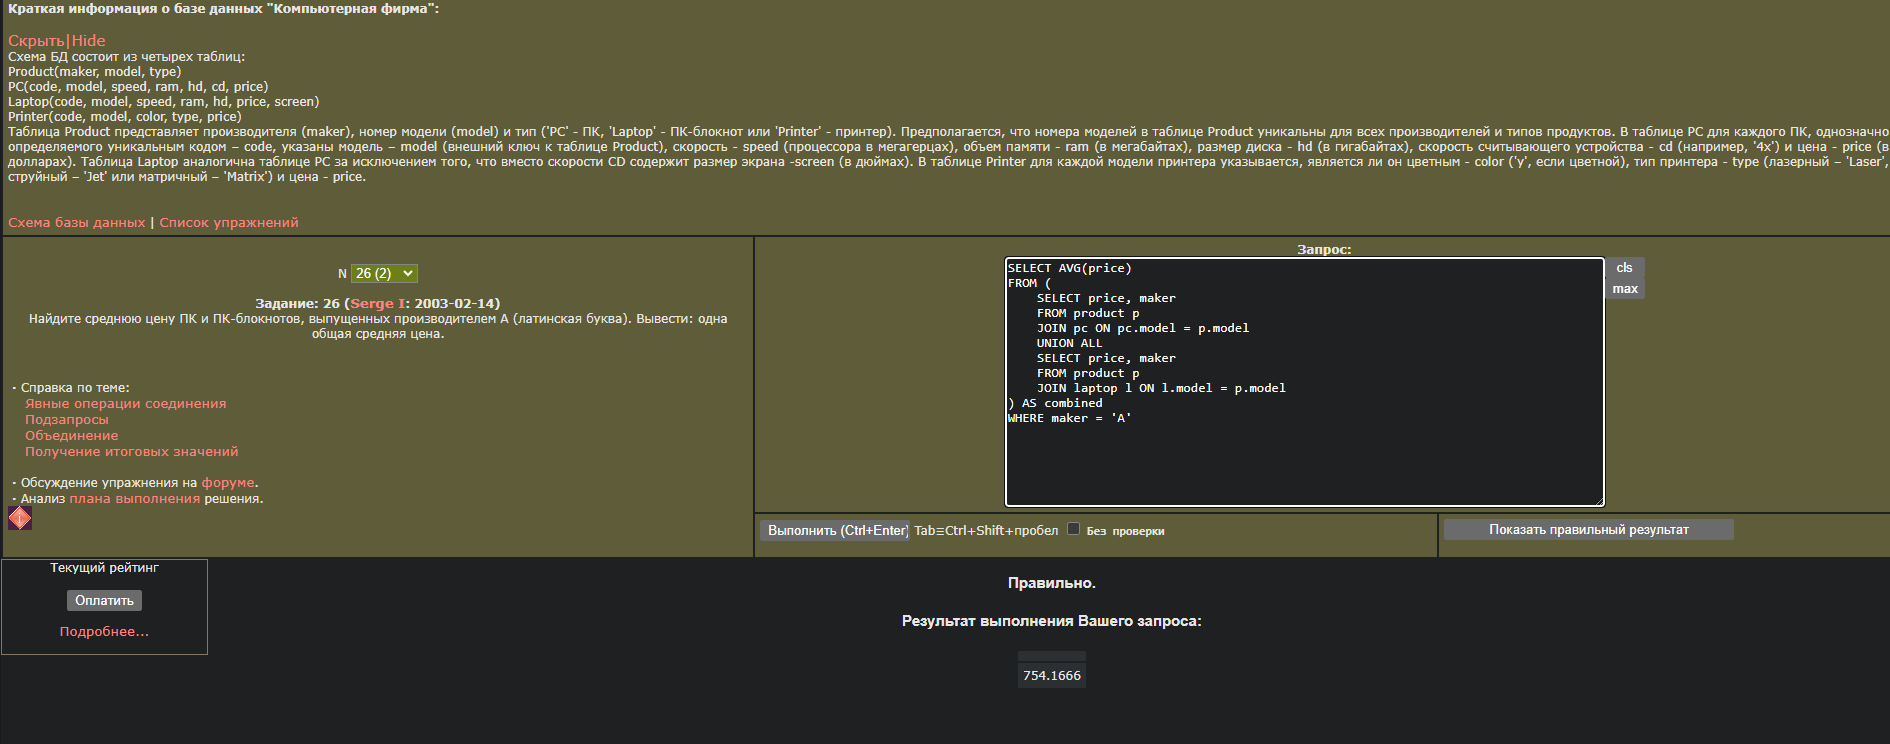 Краткая информация о базе данных "Компьютерная фирма":
Скрыть|Hide
Схема БД состоит из четырех таблиц:
Product(maker, model, type)
PC(code, model, speed, ram, hd, cd, price)
Laptop(code, model, speed, ram, hd, price, screen)
Printer(code, model, color, type, price)
Таблица Product представляет производителя (maker), номер модели (model) и тип ('PC' - ПК, 'Laptop' - ПК-блокнот или 'Printer' - принтер). Предполагается, что номера моделей в таблице Product уникальны для всех производителей и типов продуктов. В таблице PC для каждого ПК, однозначно
определяемого уникальным кодом – code, указаны модель – model (внешний ключ к таблице Product), скорость - speed (процессора в мегагерцах), объем памяти - ram (в мегабайтах), размер диска - hd (в гигабайтах), скорость считывающего устройства - cd (например, '4x') и цена - price (в
долларах). Таблица Laptop аналогична таблице РС за исключением того, что вместо скорости CD содержит размер экрана -screen (в дюймах). В таблице Printer для каждой модели принтера указывается, является ли он цветным - color ('y', если цветной), тип принтера - type (лазерный – 'Laser',
струйный – 'Jet' или матричный – 'Matrix') и цена - price.
Схема базы данных | Список упражнений
N 26 (2)
Задание: 26 (Serge I: 2003-02-14)
Найдите среднюю цену ПК и ПК-блокнотов, выпущенных производителем A (латинская буква). Вывести: одна
общая средняя цена.
· Справка по теме:
Явные операции соединения
Подзапросы
Объединение
Получение итоговых значений
· Обсуждение упражнения на форуме.
· Анализ плана выполнения решения.
Запрос:
SELECT AVG(price)
FROM (
SELECT price, maker
FROM product p
JOIN pc ON pc.model = p.model
UNION ALL
SELECT price, maker
FROM product p
JOIN laptop l ON l.model = p.model
) AS combined
WHERE maker = 'A'
cls
max
Выполнить (Ctrl+Enter) Tab≡Ctrl+Shift+пробел Без проверки
Показать правильный результат
Текущий рейтинг
Оплатить
Подробнее...
Правильно.
Результат выполнения Вашего запроса:
754.1666